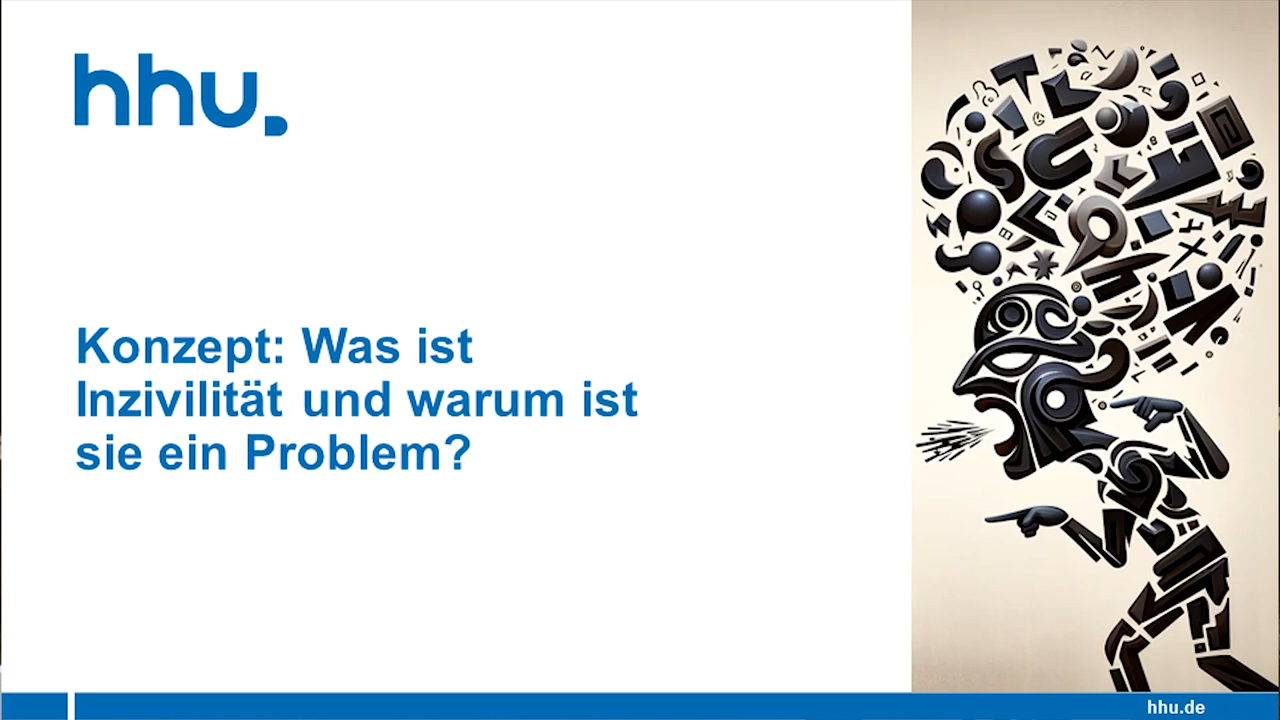 hhu.
Konzept: Was ist
Inzivilität und warum ist
sie ein Problem?
hhu.de